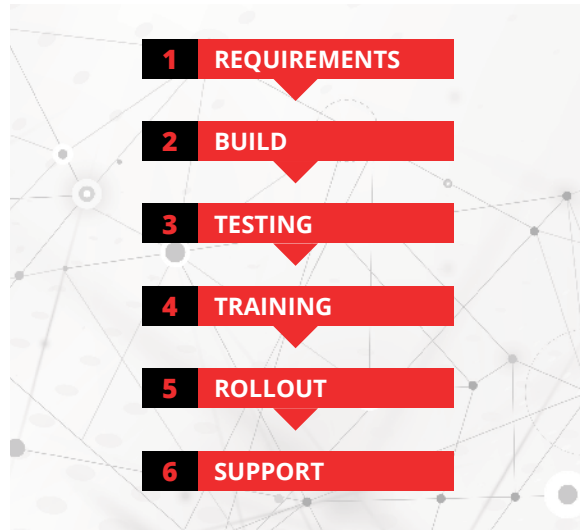 1 REQUIREMENTS
2 BUILD
3 TESTING
4 TRAINING
5 ROLLOUT
6 SUPPORT